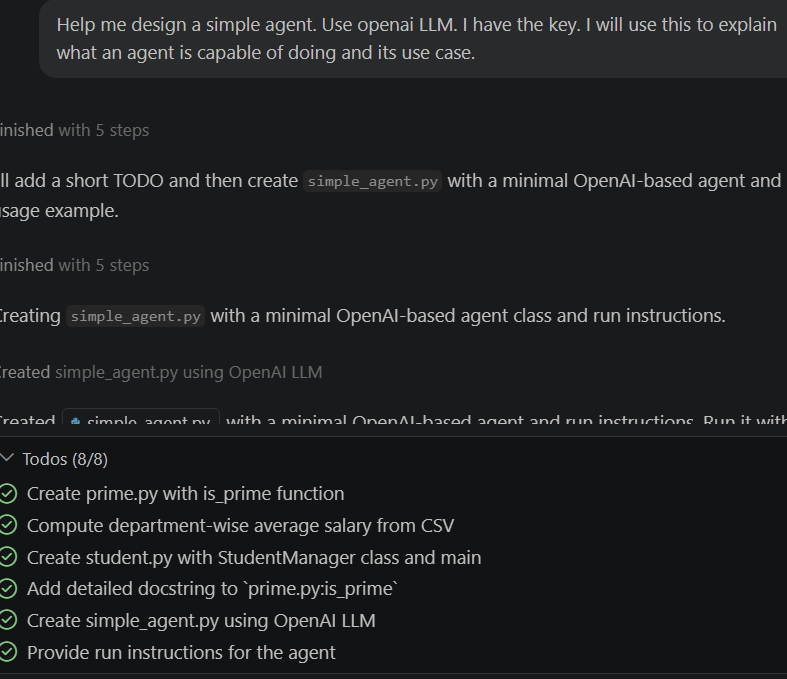 Help me design a simple agent. Use openai LLM. I have the key. I will use this to explain
what an agent is capable of doing and its use case.
inished with 5 steps
ll add a short TODO and then create simple_agent.py with a minimal OpenAI-based agent and
usage example.
inished with 5 steps
Creating simple_agent.py with a minimal OpenAI-based agent class and run instructions.
Created simple_agent.py using OpenAI LLM
Created simple_agent.py with a minimal OpenAI-based agent and run instructions. Run it with
Todos (8/8)
Create prime.py with is_prime function
Compute department-wise average salary from CSV
Create student.py with StudentManager class and main
Add detailed docstring to `prime.py:is_prime`
Create simple_agent.py using OpenAI LLM
Provide run instructions for the agent